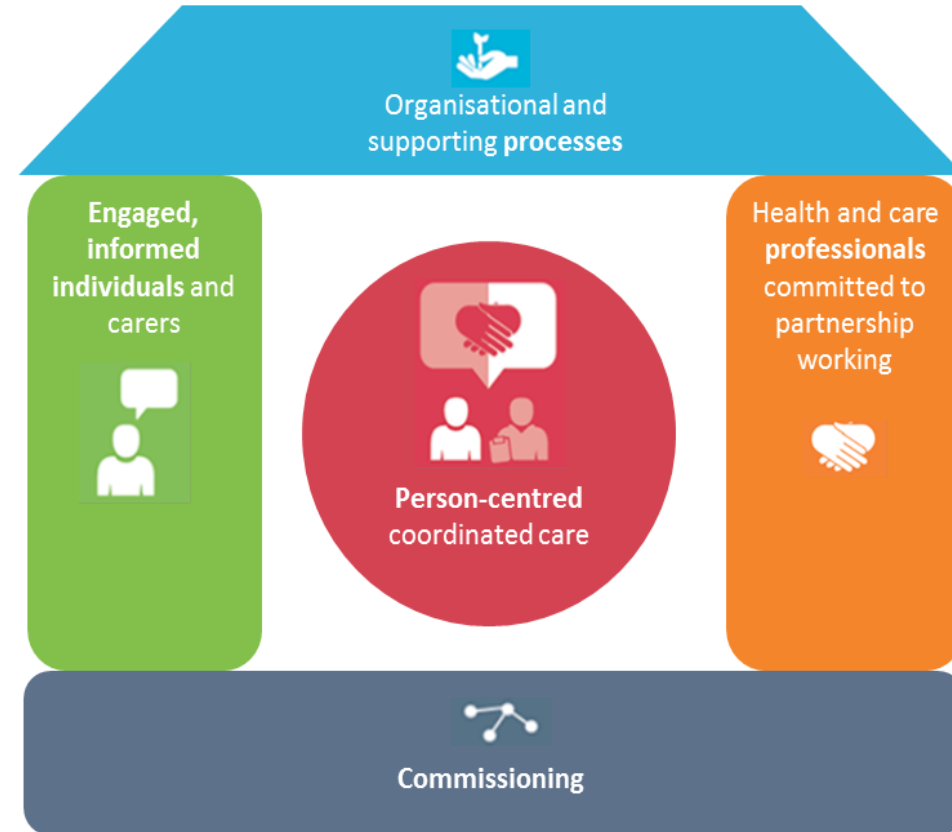 Organisational and
supporting processes
Engaged,
informed
individuals and
carers
Person-centred
coordinated care
Health and care
professionals
committed to
partnership
working
Commissioning